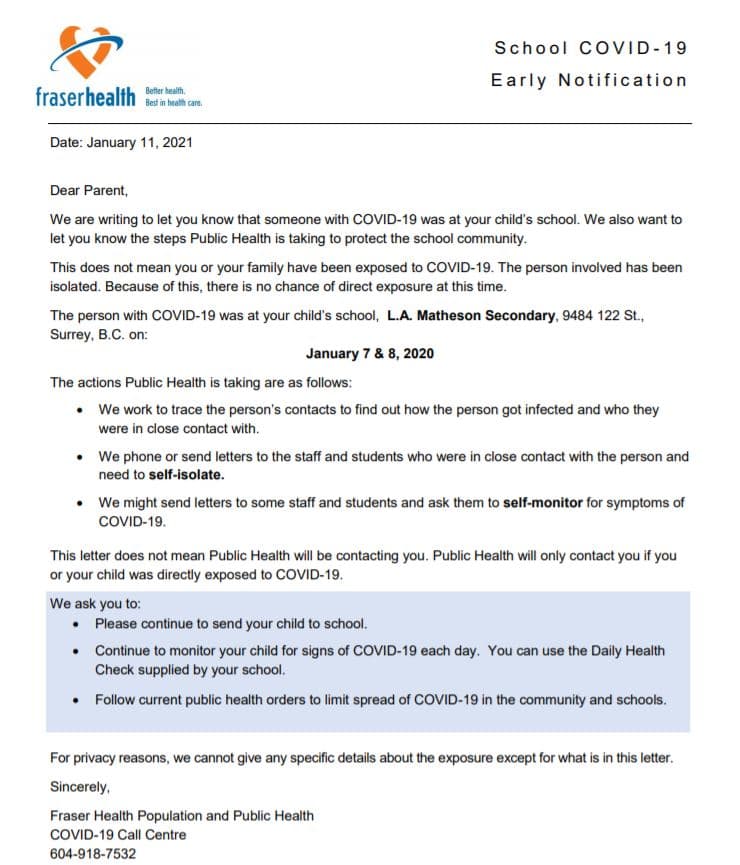 fraserhealth
Better health.
Best in health care.
School COVID-19
Early Notification
Date: January 11, 2021
Dear Parent,
We are writing to let you know that someone with COVID-19 was at your child's school. We also want to
let you know the steps Public Health is taking to protect the school community.
This does not mean you or your family have been exposed to COVID-19. The person involved has been
isolated. Because of this, there is no chance of direct exposure at this time.
The person with COVID-19 was at your child's school, L.A. Matheson Secondary, 9484 122 St.,
Surrey, B.C. on:
January 7 & 8, 2020
The actions Public Health is taking are as follows:
• We work to trace the person's contacts to find out how the person got infected and who they
were in close contact with.
• We phone or send letters to the staff and students who were in close contact with the person and
need to self-isolate.
• We might send letters to some staff and students and ask them to self-monitor for symptoms of
COVID-19.
This letter does not mean Public Health will be contacting you. Public Health will only contact you if you
or your child was directly exposed to COVID-19.
We ask you to:
• Please continue to send your child to school.
• Continue to monitor your child for signs of COVID-19 each day. You can use the Daily Health
Check supplied by your school.
• Follow current public health orders to limit spread of COVID-19 in the community and schools.
For privacy reasons, we cannot give any specific details about the exposure except for what is in this letter.
Sincerely,
Fraser Health Population and Public Health
COVID-19 Call Centre
604-918-7532